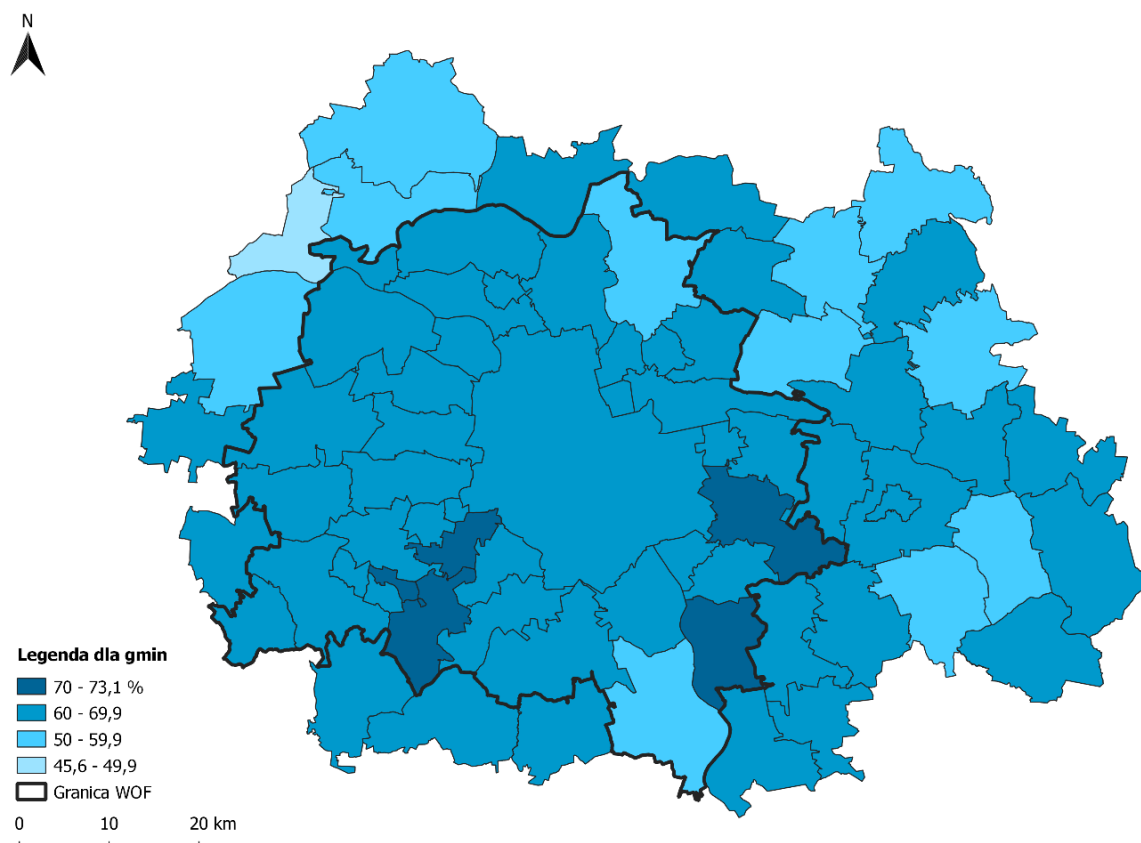 N
Legenda dla gmin
70 - 73,1 %
60 - 69,9
50 - 59,9
45,6 - 49,9
Granica WOF
0 10 20 km